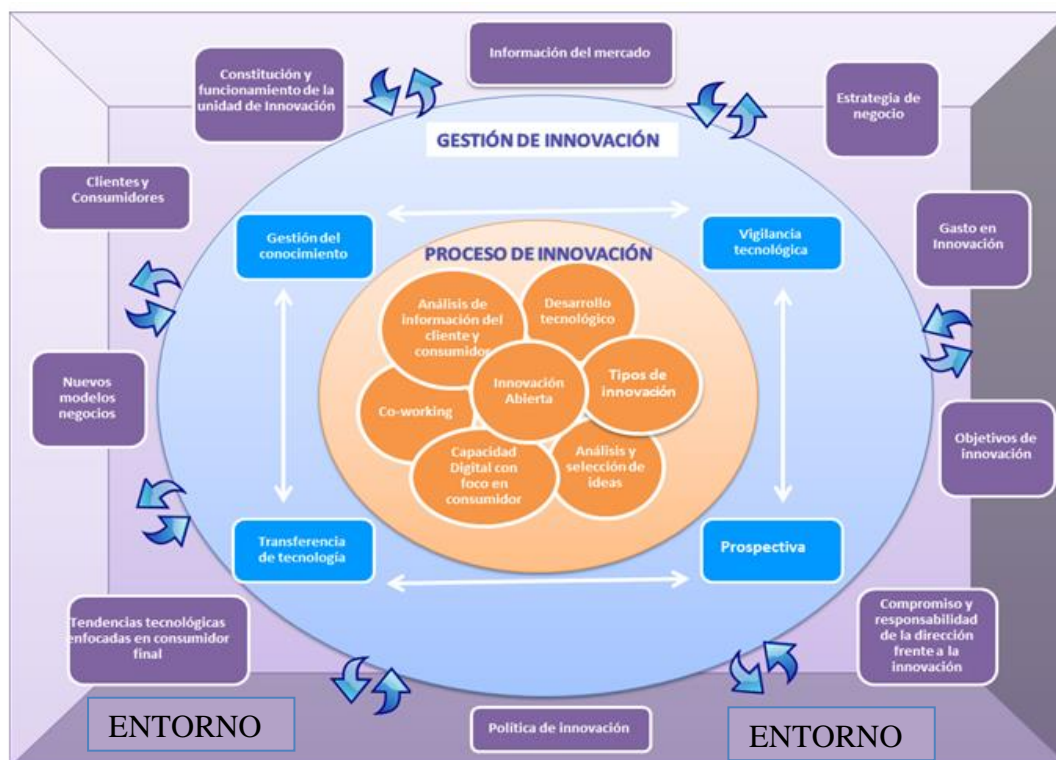 Información del mercado
Constitución y
funcionamiento de la
unidad de Innovación
Estrategia de
negocio
GESTIÓN DE INNOVACIÓN
Clientes y
Consumidores
Gestión del
conocimiento
Vigilancia
tecnológica
Gasto en
Innovación
PROCESO DE INNOVACIÓN
Análisis de
información del
cliente y
consumidor
Desarrollo
tecnológico
Nuevos
modelos
negocios
Innovación
Abierta
Tipos de
innovación
Co-working
Objetivos de
innovación
Capacidad
Digital con
foco en
consumidor
Análisis y
selección de
ideas
Transferencia
de tecnología
Prospectiva
Tendencias tecnológicas
enfocadas en consumidor
final
Compromiso y
responsabilidad
de la dirección
frente a la
innovación
ENTORNO
Política de innovación
ENTORNO